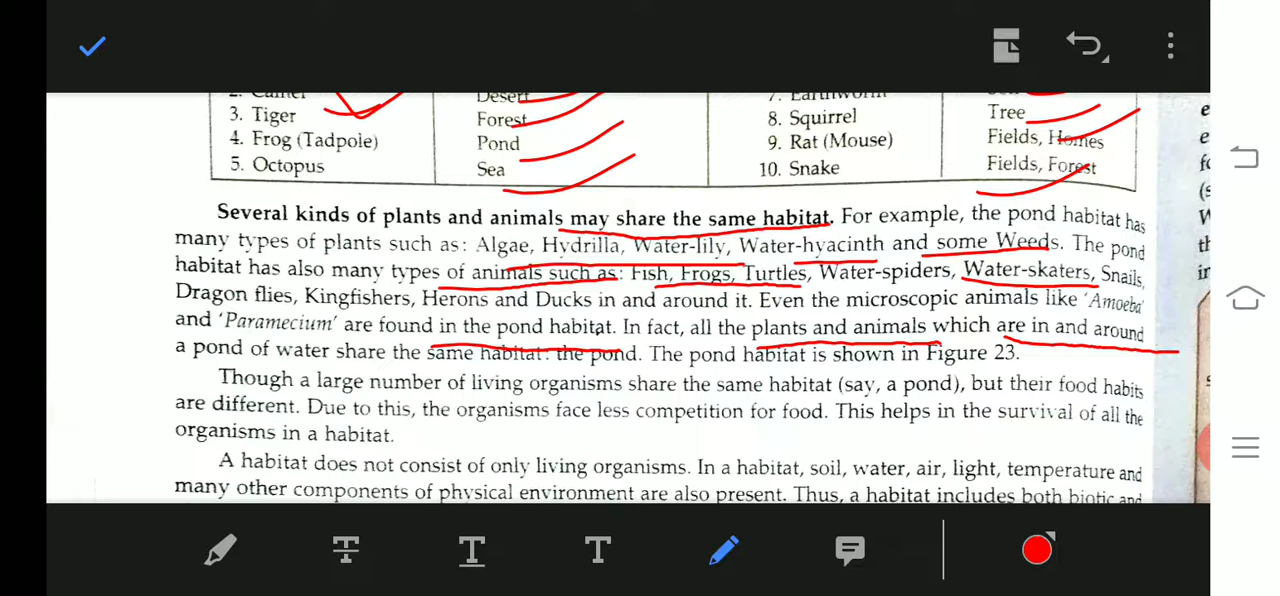 2. Camel Desert 7. Earthworm
3. Tiger Forest 8. Squirrel Tree
4. Frog (Tadpole) Pond 9. Rat (Mouse) Fields, Homes
5. Octopus Sea 10. Snake Fields, Forest
Several kinds of plants and animals may share the same habitat. For example, the pond habitat has
many types of plants such as: Algae, Hydrilla, Water-lily, Water-hyacinth and some Weeds. The pond
habitat has also many types of animals such as: Fish, Frogs, Turtles, Water-spiders, Water-skaters, Snails,
Dragon flies, Kingfishers, Herons and Ducks in and around it. Even the microscopic animals like 'Amoeba'
and 'Paramecium' are found in the pond habitat. In fact, all the plants and animals which are in and around
a pond of water share the same habitat: the pond. The pond habitat is shown in Figure 23.
Though a large number of living organisms share the same habitat (say, a pond), but their food habits
are different. Due to this, the organisms face less competition for food. This helps in the survival of all the
organisms in a habitat.
A habitat does not consist of only living organisms. In a habitat, soil, water, air, light, temperature and
many other components of physical environment are also present. Thus, a habitat includes both biotic and